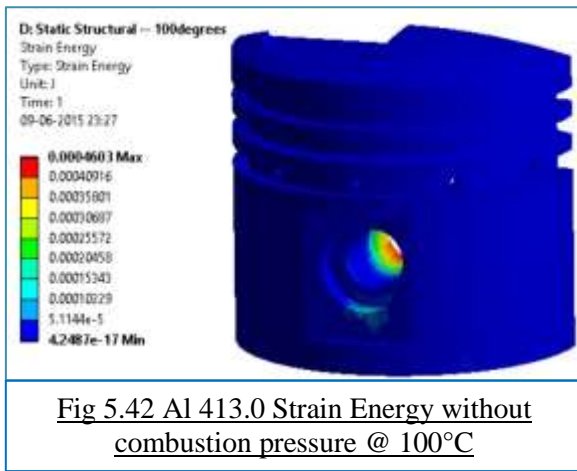 D: Static Structural -- 100degrees
Strain Energy
Type: Strain Energy
Unit: J
Time: 1
09-06-2015 23:27
0.0004603 Max
0.00040916
0.00035801
0.00030687
0.00025572
0.00020458
0.00015343
0.00010229
5.1144e-5
4.2487e-17 Min
Fig 5.42 Al 413.0 Strain Energy without
combustion pressure @ 100°C